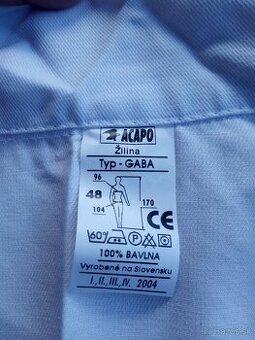 ACAPO
Žilina
Typ - GABA
96
48
170
104
CE
60° P
100% BAVLNA
Vyrobené na Slovensku
I., II., III., IV. 2004